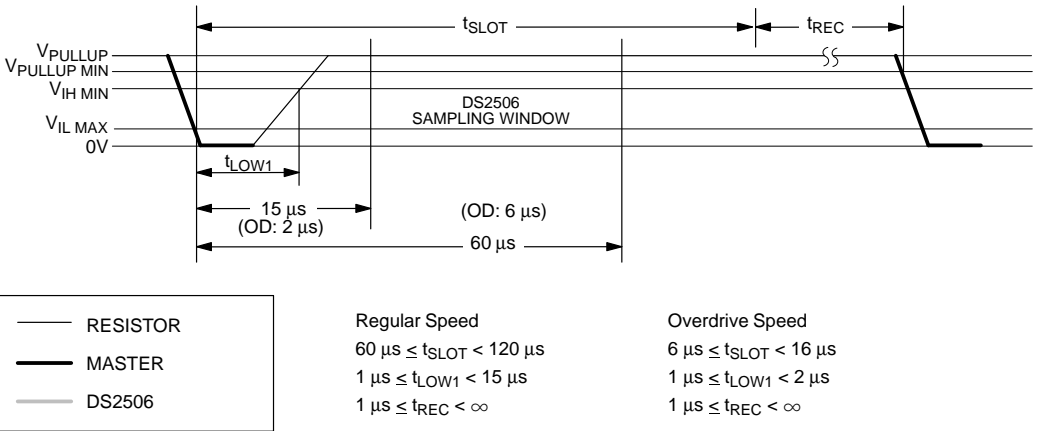 tSLOT
tREC
VPULLUP
VPULLUP MIN
VIH MIN
DS2506
SAMPLING WINDOW
VIL MAX
0V
tLOW1
15 μs
(OD: 2 μs)
(OD: 6 μs)
60 μs
RESISTOR
MASTER
DS2506
Regular Speed
60 μs ≤ tSLOT < 120 μs
1 μs ≤ tLOW1 < 15 μs
1 μs ≤ tREC < ∞
Overdrive Speed
6 μs ≤ tSLOT < 16 μs
1 μs ≤ tLOW1 < 2 μs
1 μs ≤ tREC < ∞